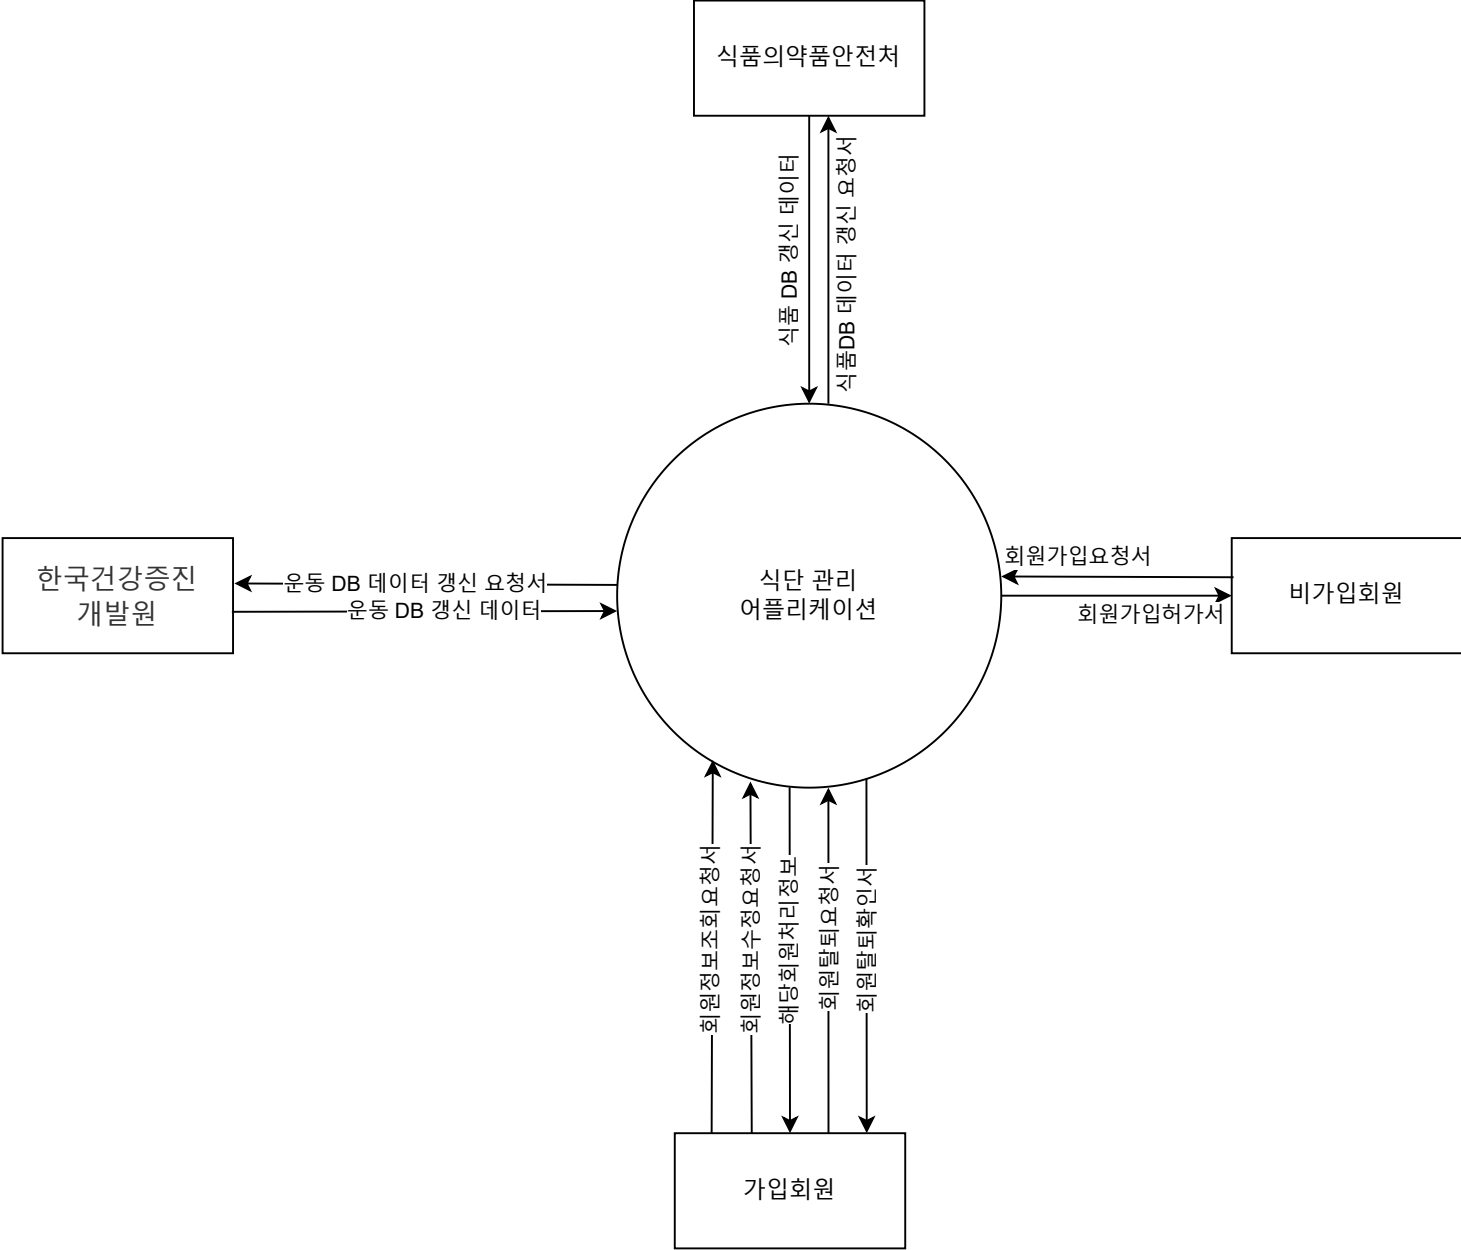 식품의약품안전처
식품 DB 갱신 데이터
식품DB 데이터 갱신 요청서
한국건강증진
개발원
운동 DB 데이터 갱신 요청서
운동 DB 갱신 데이터
식단 관리
어플리케이션
회원가입요청서
회원가입허가서
비가입회원
회원정보조회요청서
회원정보수정요청서
해당회원처리정보
회원탈퇴요청서
회원탈퇴확인서
가입회원